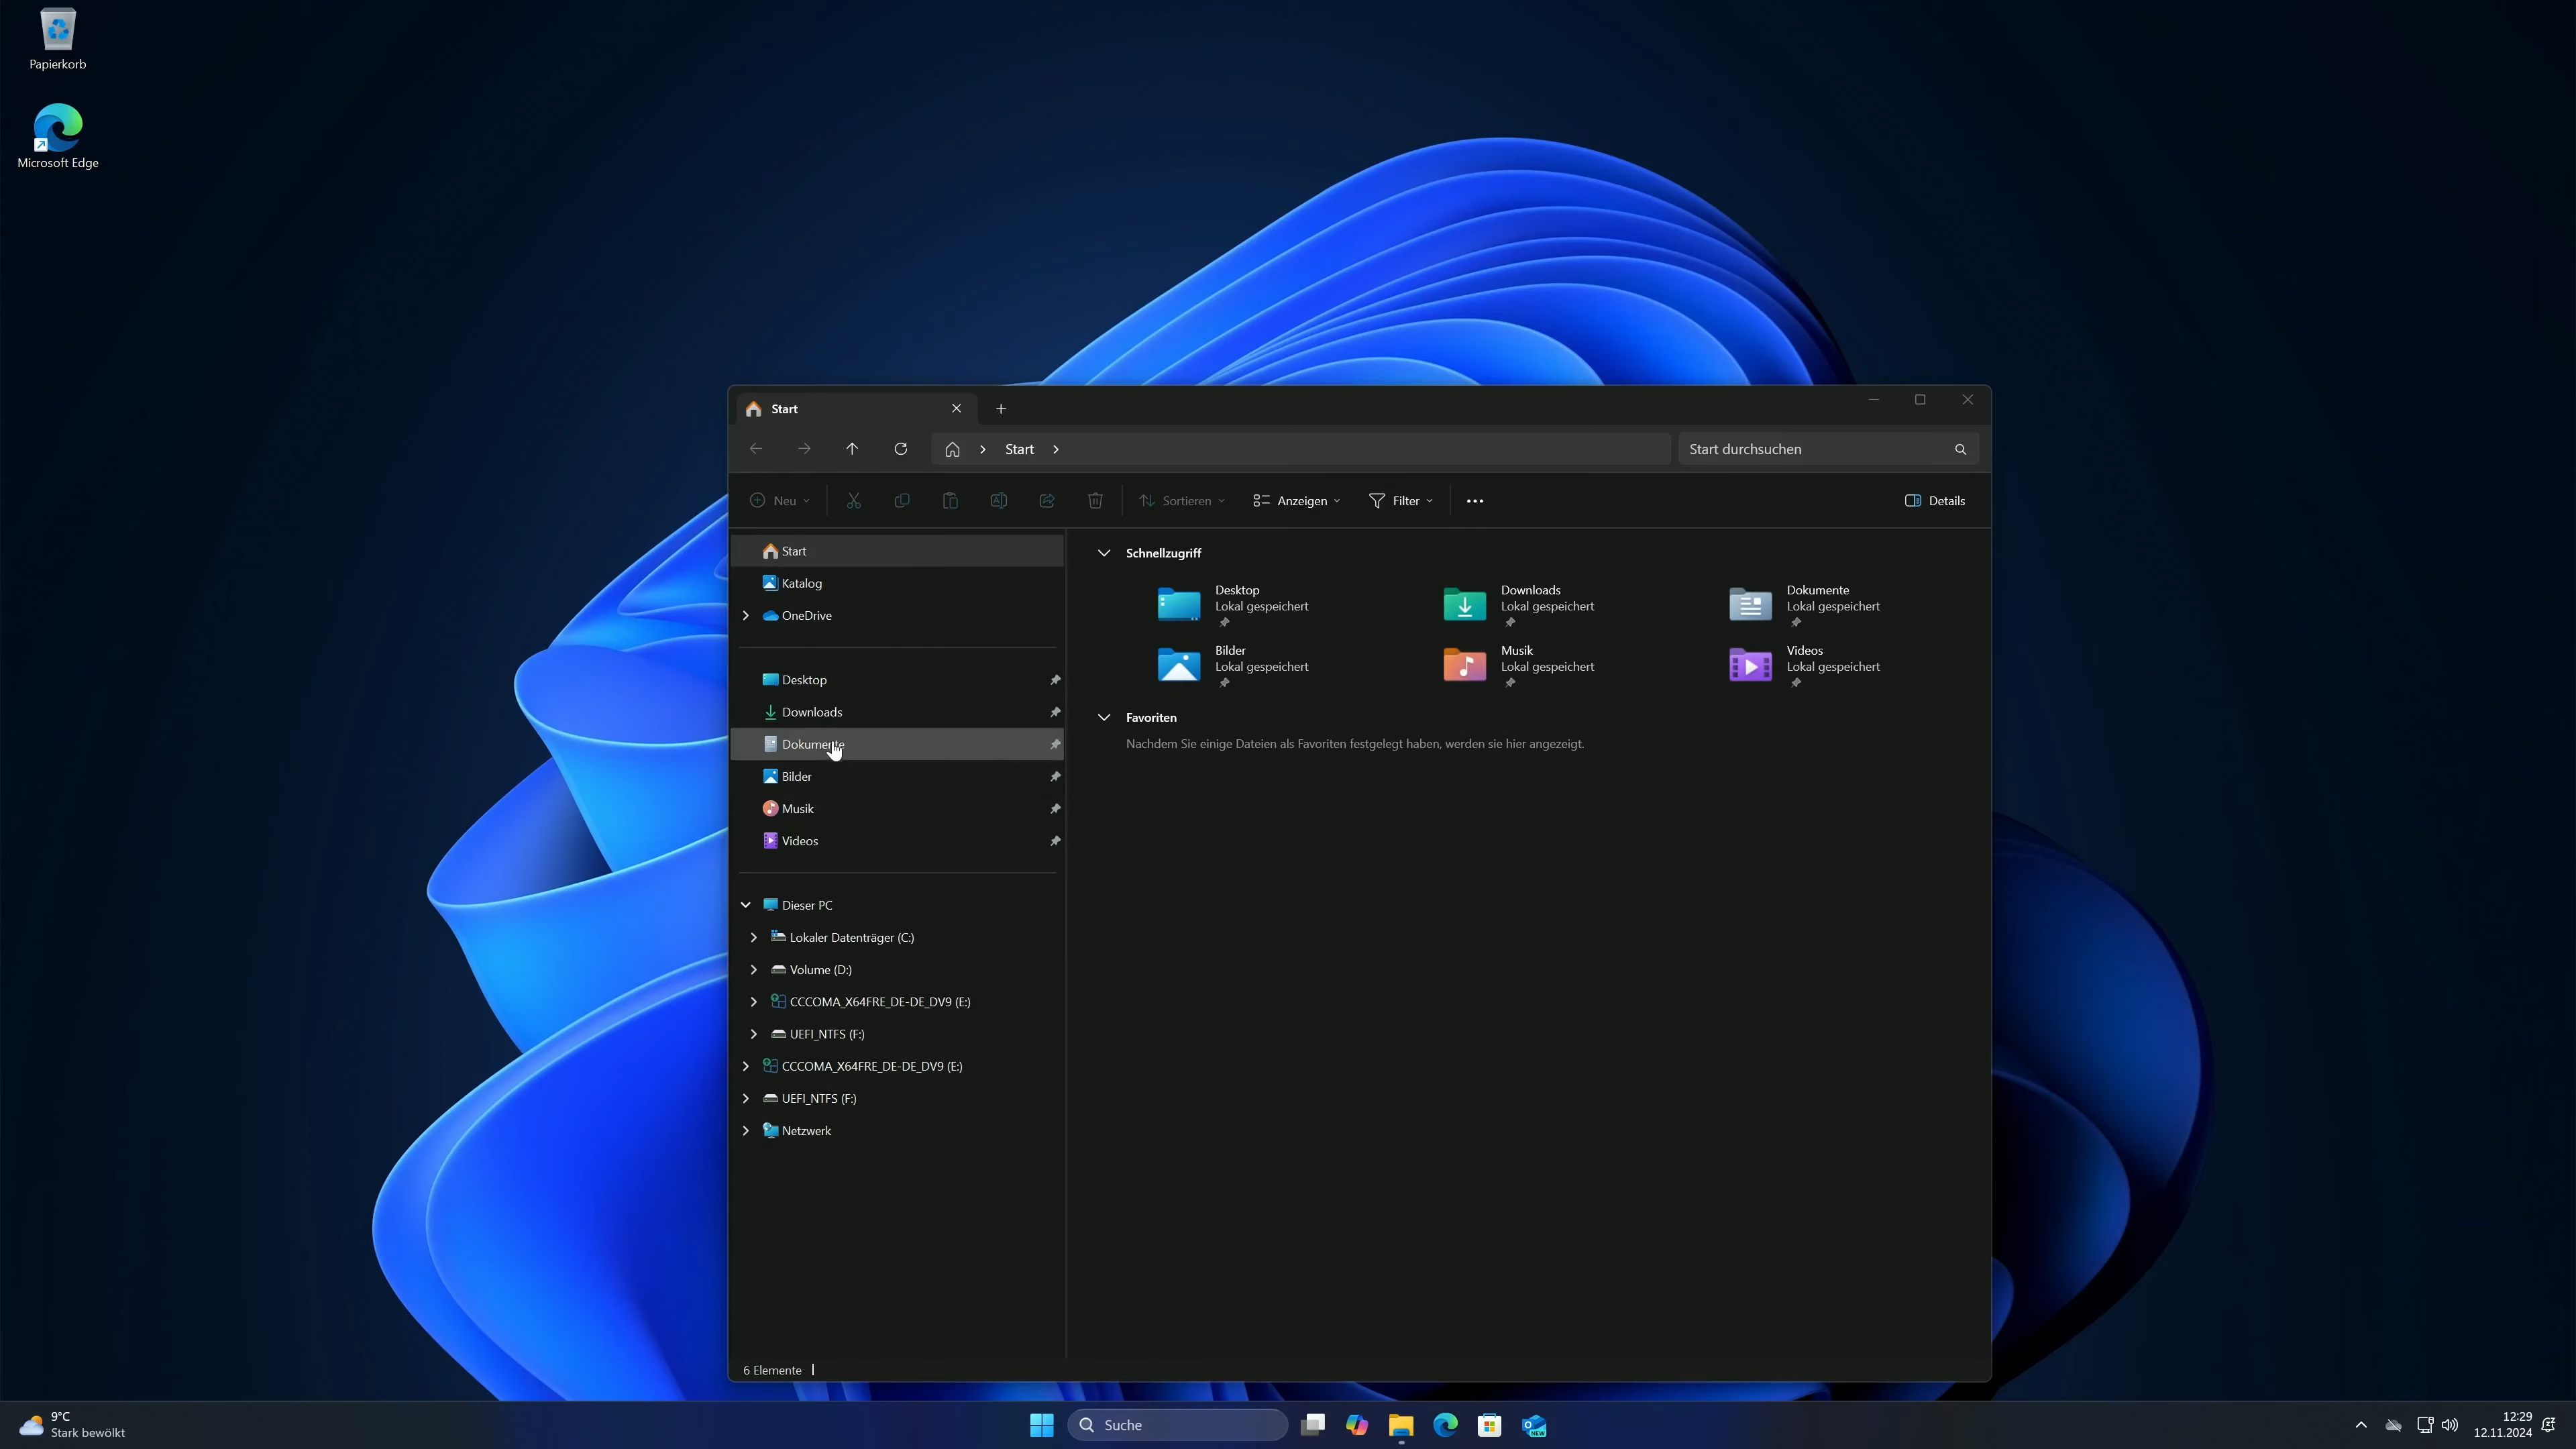 Papierkorb
Microsoft Edge
Start
Start
Start durchsuchen
Neu
Sortieren
Anzeigen
Filter
Details
Start
Katalog
OneDrive
Desktop
Downloads
Dokumente
Bilder
Musik
Videos
Dieser PC
Lokaler Datenträger (C:)
Volume (D:)
CCCOMA_X64FRE_DE-DE_DV9 (E:)
UEFI_NTFS (F:)
CCCOMA_X64FRE_DE-DE_DV9 (E:)
UEFI_NTFS (F:)
Netzwerk
Schnellzugriff
Desktop
Lokal gespeichert
Downloads
Lokal gespeichert
Dokumente
Lokal gespeichert
Bilder
Lokal gespeichert
Musik
Lokal gespeichert
Videos
Lokal gespeichert
Favoriten
Nachdem Sie einige Dateien als Favoriten festgelegt haben, werden sie hier angezeigt.
6 Elemente
9°C
Stark bewölkt
Suche
NEW
12:29
12.11.2024